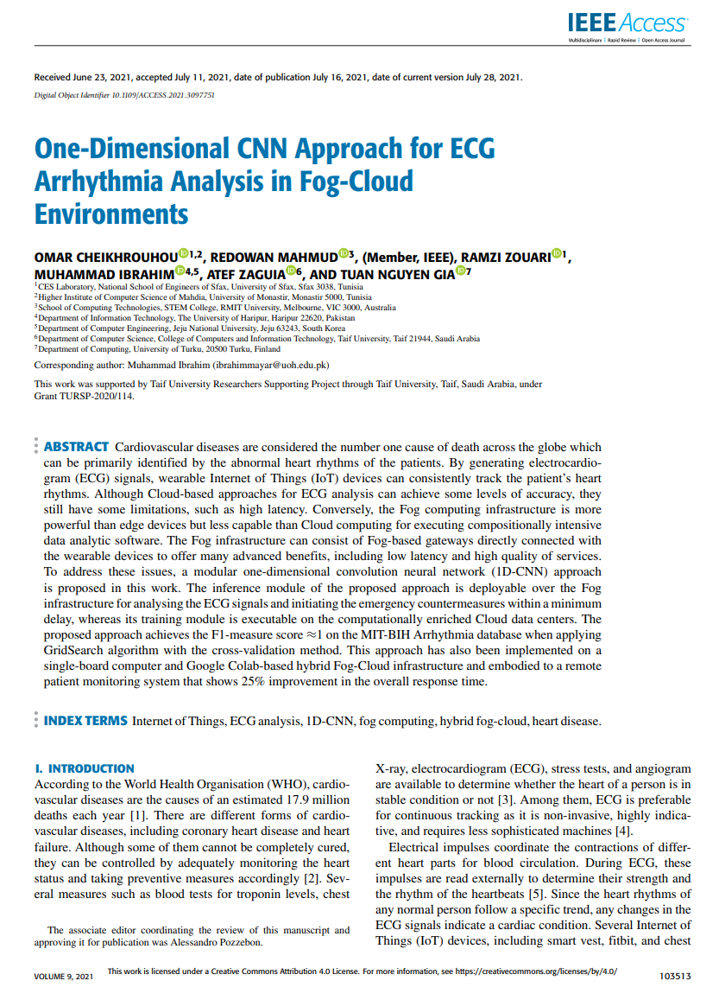 IEEE Access
Multidisciplinary | Rapid Review | Open Access Journal
Received June 23, 2021, accepted July 11, 2021, date of publication July 16, 2021, date of current version July 28, 2021.
Digital Object Identifier 10.1109/ACCESS.2021.3097751
One-Dimensional CNN Approach for ECG
Arrhythmia Analysis in Fog-Cloud
Environments
OMAR CHEIKHROUHOU iD 1,2, REDOWAN MAHMUD iD 3, (Member, IEEE), RAMZI ZOUARI iD 1,
MUHAMMAD IBRAHIM iD 4,5, ATEF ZAGUIA iD 6, AND TUAN NGUYEN GIA iD 7
1 CES Laboratory, National School of Engineers of Sfax, University of Sfax, Sfax 3038, Tunisia
2 Higher Institute of Computer Science of Mahdia, University of Monastir, Monastir 5000, Tunisia
3 School of Computing Technologies, STEM College, RMIT University, Melbourne, VIC 3000, Australia
4 Department of Information Technology, The University of Haripur, Haripur 22620, Pakistan
5 Department of Computer Engineering, Jeju National University, Jeju 63243, South Korea
6 Department of Computer Science, College of Computers and Information Technology, Taif University, Taif 21944, Saudi Arabia
7 Department of Computing, University of Turku, 20500 Turku, Finland
Corresponding author: Muhammad Ibrahim (ibrahimmayar@uoh.edu.pk)
This work was supported by Taif University Researchers Supporting Project through Taif University, Taif, Saudi Arabia, under
Grant TURSP-2020/114.
ABSTRACT Cardiovascular diseases are considered the number one cause of death across the globe which
can be primarily identified by the abnormal heart rhythms of the patients. By generating electrocardio-
gram (ECG) signals, wearable Internet of Things (IoT) devices can consistently track the patient's heart
rhythms. Although Cloud-based approaches for ECG analysis can achieve some levels of accuracy, they
still have some limitations, such as high latency. Conversely, the Fog computing infrastructure is more
powerful than edge devices but less capable than Cloud computing for executing compositionally intensive
data analytic software. The Fog infrastructure can consist of Fog-based gateways directly connected with
the wearable devices to offer many advanced benefits, including low latency and high quality of services.
To address these issues, a modular one-dimensional convolution neural network (1D-CNN) approach
is proposed in this work. The inference module of the proposed approach is deployable over the Fog
infrastructure for analysing the ECG signals and initiating the emergency countermeasures within a minimum
delay, whereas its training module is executable on the computationally enriched Cloud data centers. The
proposed approach achieves the F1-measure score ≈1 on the MIT-BIH Arrhythmia database when applying
GridSearch algorithm with the cross-validation method. This approach has also been implemented on a
single-board computer and Google Colab-based hybrid Fog-Cloud infrastructure and embodied to a remote
patient monitoring system that shows 25% improvement in the overall response time.
INDEX TERMS Internet of Things, ECG analysis, 1D-CNN, fog computing, hybrid fog-cloud, heart disease.
I. INTRODUCTION
According to the World Health Organisation (WHO), cardio-
vascular diseases are the causes of an estimated 17.9 million
deaths each year [1]. There are different forms of cardio-
vascular diseases, including coronary heart disease and heart
failure. Although some of them cannot be completely cured,
they can be controlled by adequately monitoring the heart
status and taking preventive measures accordingly [2]. Sev-
eral measures such as blood tests for troponin levels, chest
The associate editor coordinating the review of this manuscript and
approving it for publication was Alessandro Pozzebon.
X-ray, electrocardiogram (ECG), stress tests, and angiogram
are available to determine whether the heart of a person is in
stable condition or not [3]. Among them, ECG is preferable
for continuous tracking as it is non-invasive, highly indica-
tive, and requires less sophisticated machines [4].
Electrical impulses coordinate the contractions of differ-
ent heart parts for blood circulation. During ECG, these
impulses are read externally to determine their strength and
the rhythm of the heartbeats [5]. Since the heart rhythms of
any normal person follow a specific trend, any changes in the
ECG signals indicate a cardiac condition. Several Internet of
Things (IoT) devices, including smart vest, fitbit, and chest
VOLUME 9, 2021
This work is licensed under a Creative Commons Attribution 4.0 License. For more information, see https://creativecommons.org/licenses/by/4.0/
103513